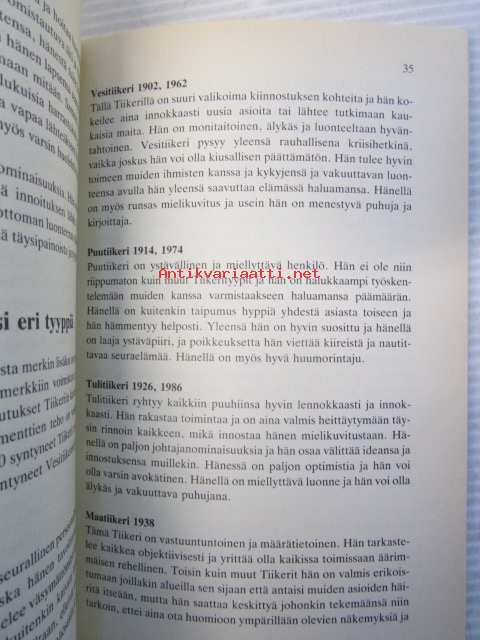 35
Vesitiikeri 1902, 1962
Tällä Tiikerillä on suuri valikoima kiinnostuksen kohteita ja hän ko-
keilee aina innokkaasti uusia asioita tai lähtee tutkimaan kau-
kaisia maita. Hän on monitaitoinen, älykäs ja luonteeltaan hyvän-
tahtoinen. Vesitiikeri pysyy yleensä rauhallisena kriisihetkinä,
vaikka joskus hän voi olla kiusallisen päättämätön. Hän tulee hyvin
toimeen muiden ihmisten kanssa ja kykyjensä ja vakuuttavan luon-
teensa avulla hän yleensä saavuttaa elämässä haluamansa. Hänellä
on myös runsas mielikuvitus ja usein hän on menestyvä puhuja ja
kirjoittaja.
Puutiikeri 1914, 1974
Puutiikeri on ystävällinen ja miellyttävä henkilö. Hän ei ole niin
riippumaton kuin muut Tiikerityypit ja hän on halukkaampi työsken-
telemään muiden kanssa varmistaakseen haluamansa päämäärän.
Hänellä on kuitenkin taipumus hyppiä yhdestä asiasta toiseen ja
hän hämmentyy helposti. Yleensä hän on hyvin suosittu ja hänellä
on laaja ystäväpiiri, ja poikkeuksetta hän viettää kiireistä ja nautit-
tavaa seuraelämää. Hänellä on myös hyvä huumorintaju.
Tulitiikeri 1926, 1986
Tulitiikeri ryhtyy kaikkiin puuhiinsa hyvin lennokkaasti ja innok-
kaasti. Hän rakastaa toimintaa ja on aina valmis heittäytymään täy-
sin rinnoin kaikkeen, mikä innostaa hänen mielikuvitustaan. Hä-
nellä on paljon johtajanominaisuuksia ja hän osaa välittää ideansa ja
innostuksensa muillekin. Hänessä on paljon optimistia ja hän voi
olla varsin avokätinen. Hänellä on miellyttävä luonne ja hän voi olla
älykäs ja vakuuttava puhujana.
Maatiikeri 1938
Tämä Tiikeri on vastuuntuntoinen ja määrätietoinen. Hän tarkaste-
lee kaikkea objektiivisesti ja yrittää olla kaikissa toimissaan äärim-
mäisen rehellinen. Toisin kuin muut Tiikerit hän on valmis erikois-
tumaan joillakin alueilla sen sijaan että antaisi muiden asioiden häi-
ritä itseään, mutta hän saattaa keskittyä johonkin tekemäänsä niin
tarkoin, ettei aina ota huomioon ympärillään olevien näkemyksiä ja
Antikvariaatti.net